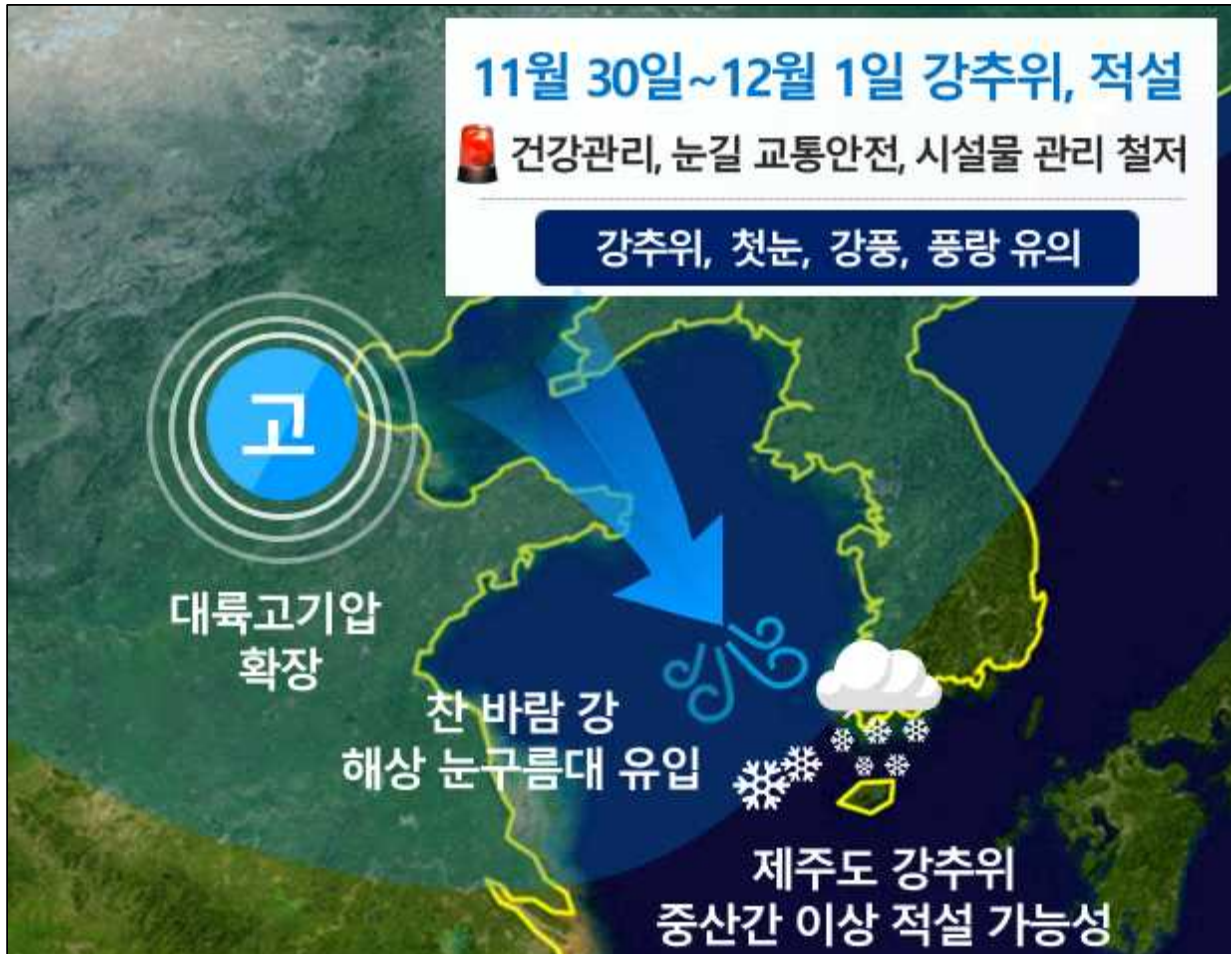 11월 30일~12월 1일 강추위, 적설
건강관리, 눈길 교통안전, 시설물 관리 철저
강추위, 첫눈, 강풍, 풍랑 유의
고
대륙고기압
확장
찬 바람 강
해상 눈구름대 유입
제주도 강추위
중산간 이상 적설 가능성